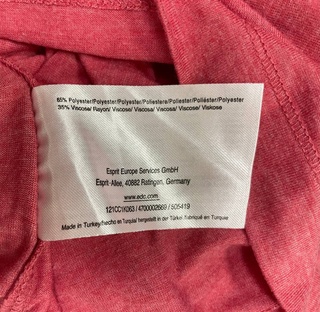 65% Polyester/Polyester/Polyester/Poliestere/Poliester/Poliéster/Polyester
35% Viscose/ Rayon/ Viscose/ Viscosa/ Viscose/ Viscose/ Viskose
Esprit Europe Services GmbH
Esprit-Allee, 40882 Ratingen, Germany
www.edc.com
121CC1K063 / 4700002669 / 505419
Made in Turkey/hecho en Turquia/ hergestellt in der Türkei /fabriqué en Turquie